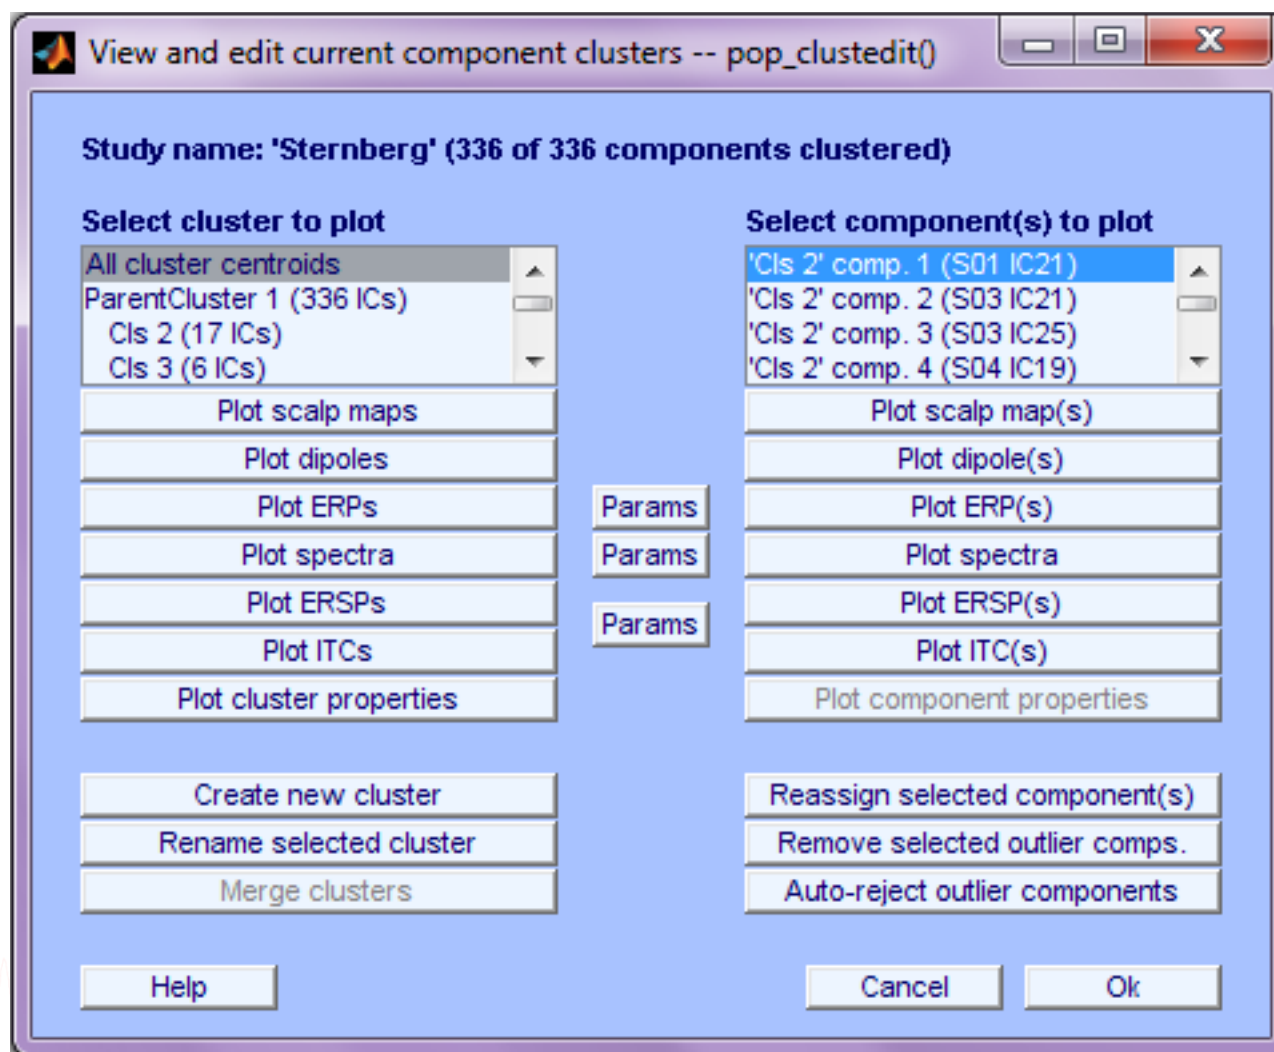 View and edit current component clusters -- pop_clustedit()
Study name: 'Sternberg' (336 of 336 components clustered)
Select cluster to plot
Select component(s) to plot
All cluster centroids
'Cls 2' comp. 1 (S01 IC21)
ParentCluster 1 (336 ICs)
'Cls 2' comp. 2 (S03 IC21)
Cls 2 (17 ICs)
'Cls 2' comp. 3 (S03 IC25)
Cls 3 (6 ICs)
'Cls 2' comp. 4 (S04 IC19)
Plot scalp maps
Plot scalp map(s)
Plot dipoles
Plot dipole(s)
Plot ERPs
Params
Plot ERP(s)
Plot spectra
Params
Plot spectra
Plot ERSPs
Params
Plot ERSP(s)
Plot ITCs
Plot ITC(s)
Plot cluster properties
Plot component properties
Create new cluster
Reassign selected component(s)
Rename selected cluster
Remove selected outlier comps.
Merge clusters
Auto-reject outlier components
Help
Cancel
Ok